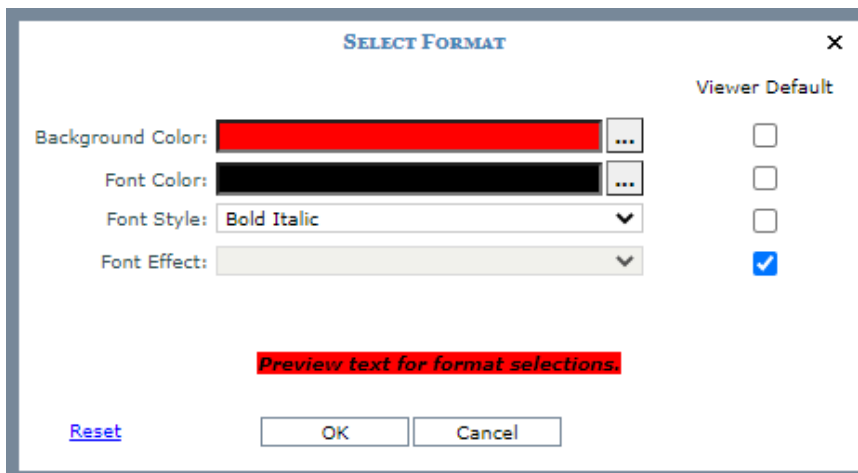 SELECT FORMAT ×
Viewer Default
Background Color: ...
Font Color: ...
Font Style: Bold Italic
Font Effect:
Preview text for format selections.
Reset OK Cancel